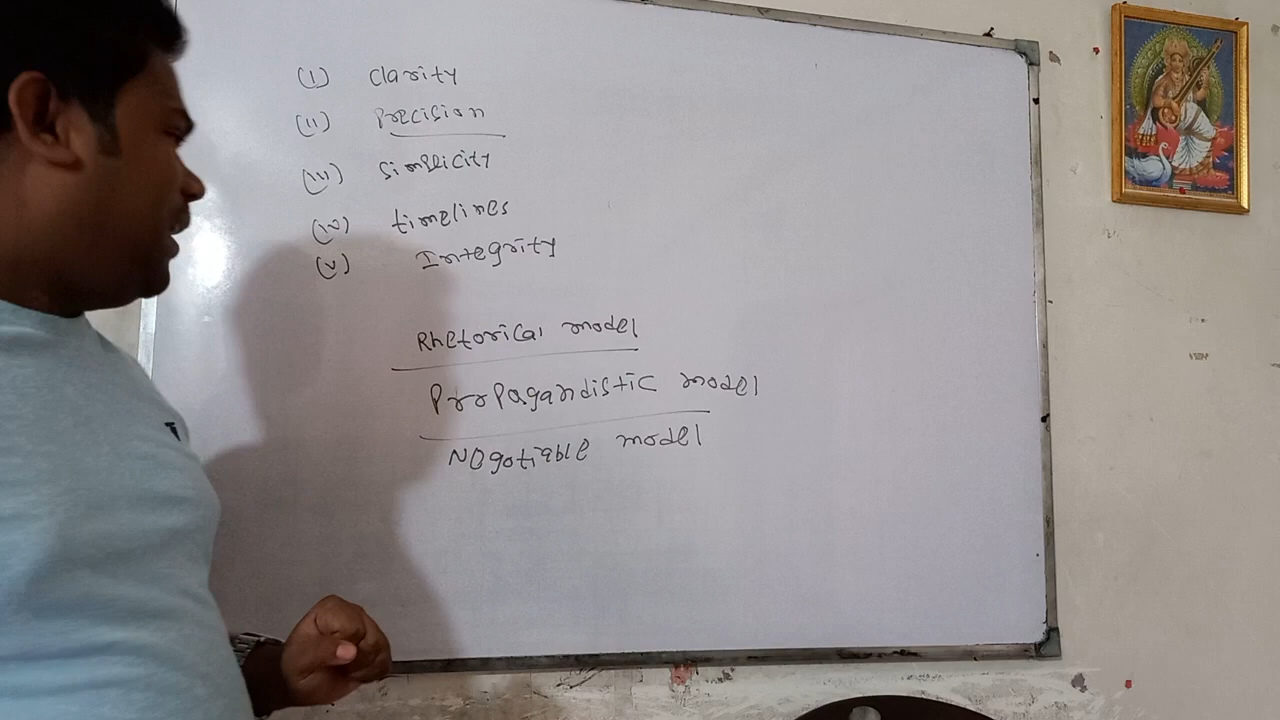 (I) Clarity
(II) Precision
(III) Simplicity
(IV) timelines
(V) Integrity
Rhetorical model
Propagandistic model
Negotiable model